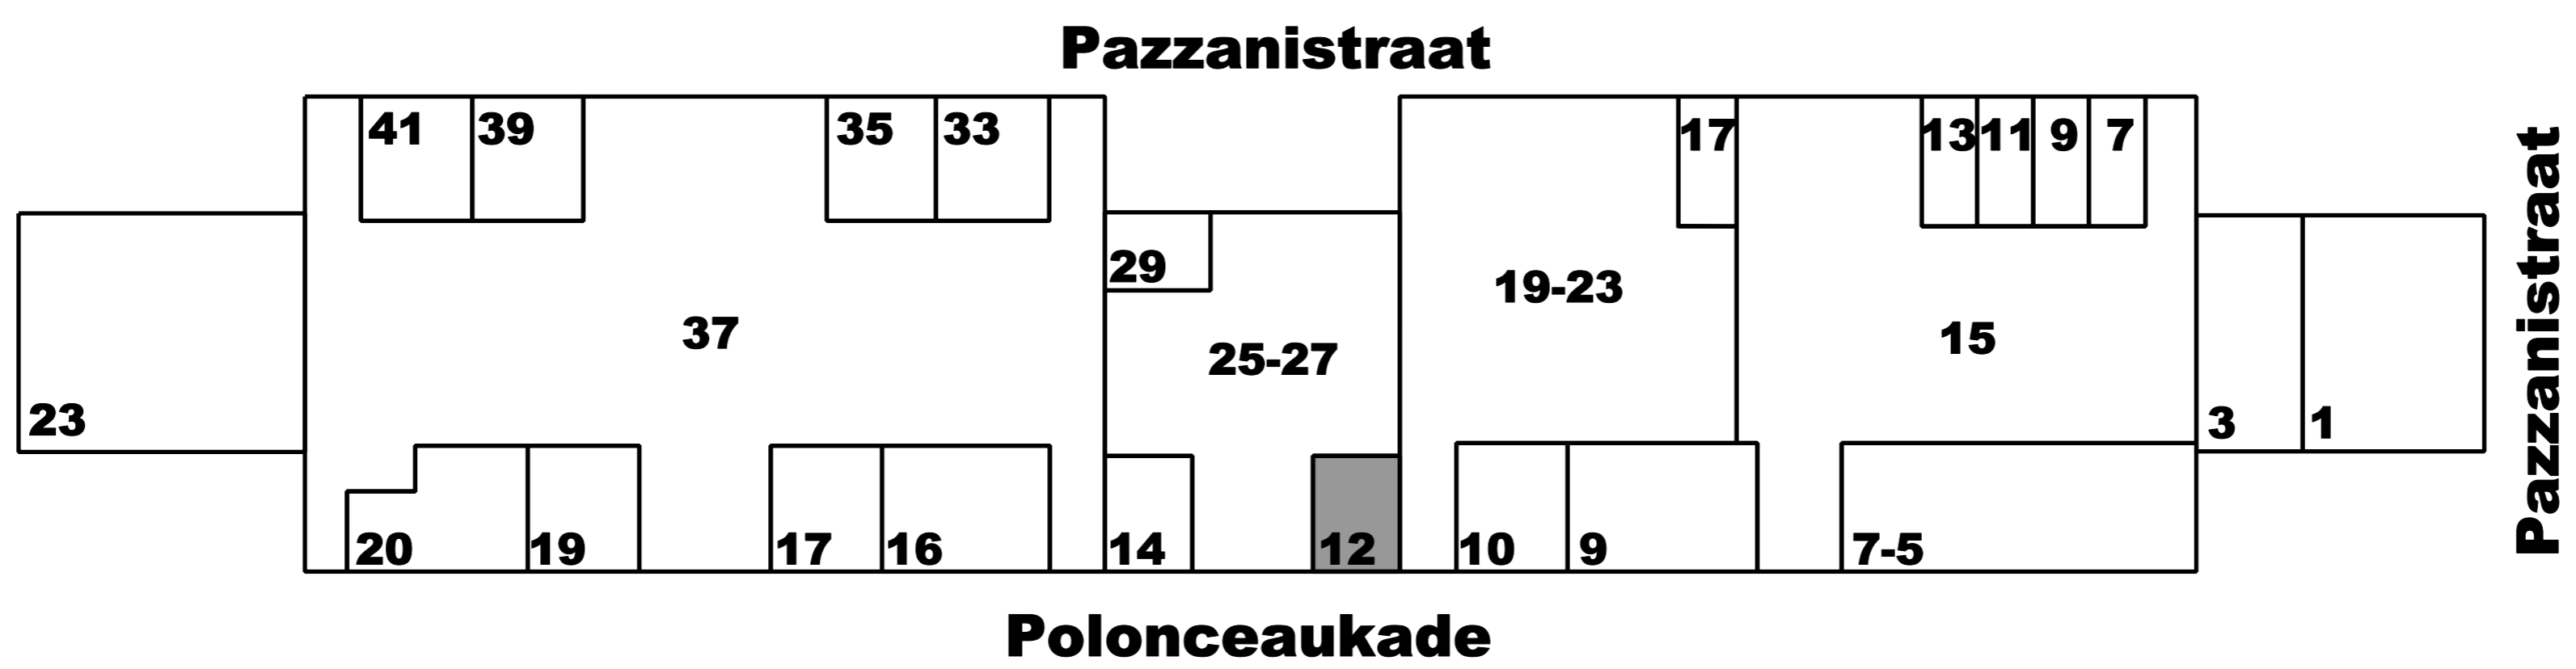 Pazzanistraat
41 39 35 33 17 13 11 9 7
29
19-23
37 15
25-27
23 3 1
20 19 17 16 14 12 10 9 7-5
Polonceaukade
Pazzanistraat